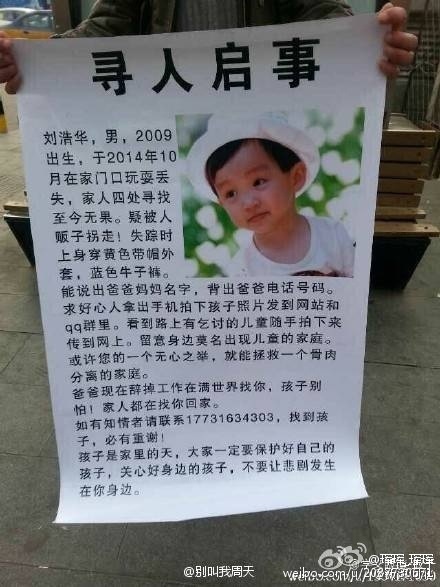 寻人启事
刘浩华，男，2009
出生，于2014年10
月在家门口玩耍丢
失，家人四处寻找
至今无果。疑被人
贩子拐走！失踪时
上身穿黄色带帽外
套，蓝色牛子裤。
能说出爸爸妈妈名字，背出爸爸电话号码。
求好心人拿出手机拍下孩子照片发到网站和
qq群里。看到路上有乞讨的儿童随手拍下来
传到网上。留意身边莫名出现儿童的家庭。
或许您的一个无心之举，就能拯救一个骨肉
分离的家庭。
爸爸现在辞掉工作在满世界找你，孩子别
怕！家人都在找你回家。
如有知情者请联系17731634303，找到孩
子，必有重谢！
孩子是家里的天，大家一定要保护好自己的
孩子，关心好身边的孩子，不要让悲剧发生
在你身边。
@别叫我周天